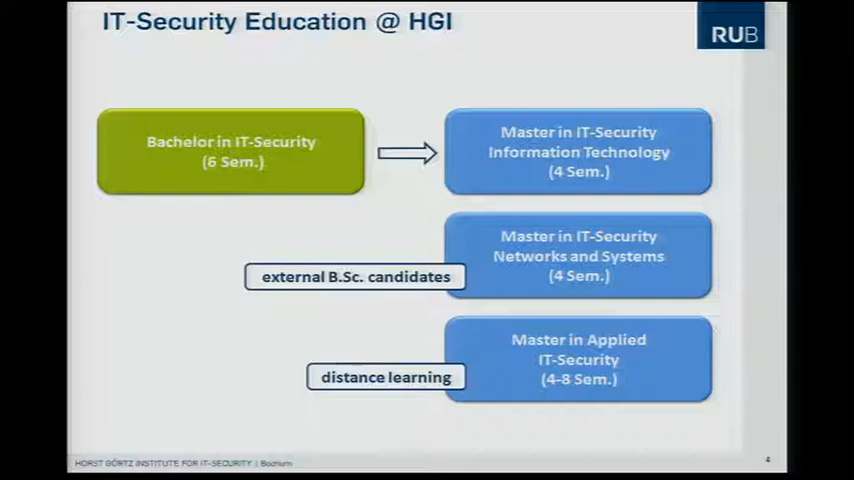 IT-Security Education @ HGI
RUB
Bachelor in IT-Security
(6 Sem.)
Master in IT-Security
Information Technology
(4 Sem.)
Master in IT-Security
Networks and Systems
(4 Sem.)
external B.Sc. candidates
Master in Applied
IT-Security
(4-8 Sem.)
distance learning
HORST GÖRTZ INSTITUTE FOR IT-SECURITY | Bochum
4